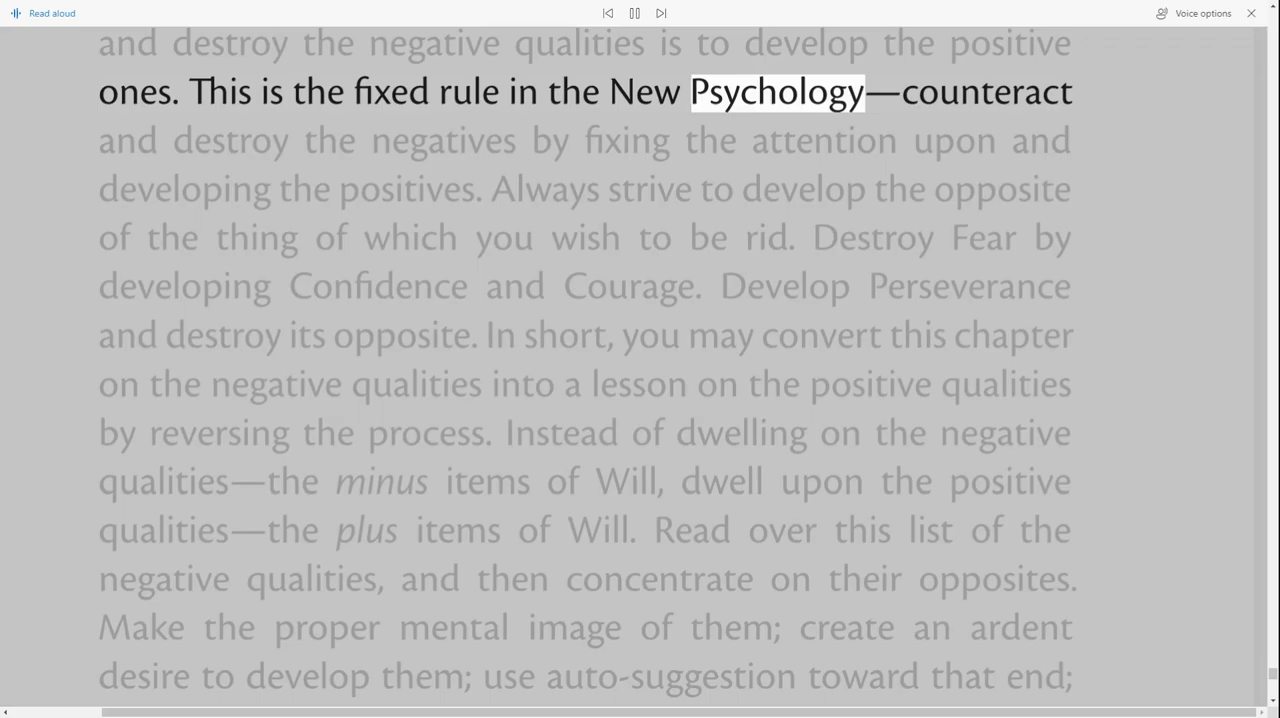 Read aloud
Voice options
and destroy the negative qualities is to develop the positive
ones. This is the fixed rule in the New Psychology—counteract
and destroy the negatives by fixing the attention upon and
developing the positives. Always strive to develop the opposite
of the thing of which you wish to be rid. Destroy Fear by
developing Confidence and Courage. Develop Perseverance
and destroy its opposite. In short, you may convert this chapter
on the negative qualities into a lesson on the positive qualities
by reversing the process. Instead of dwelling on the negative
qualities—the minus items of Will, dwell upon the positive
qualities—the plus items of Will. Read over this list of the
negative qualities, and then concentrate on their opposites.
Make the proper mental image of them; create an ardent
desire to develop them; use auto-suggestion toward that end;